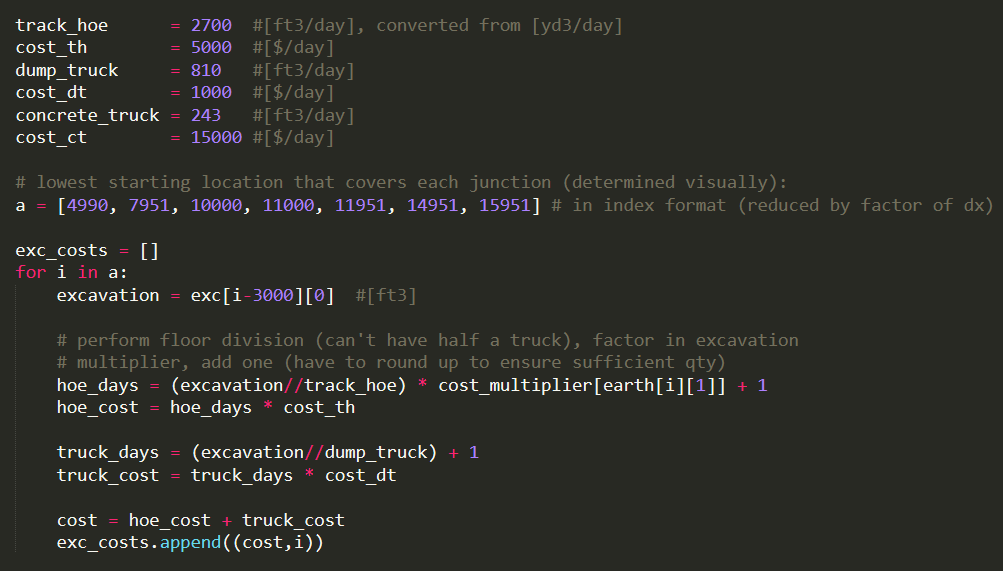 track_hoe      = 2700  #[ft3/day], converted from [yd3/day]
cost_th        = 5000  #[$/day]
dump_truck     = 810   #[ft3/day]
cost_dt        = 1000  #[$/day]
concrete_truck = 243   #[ft3/day]
cost_ct        = 15000 #[$/day]

# lowest starting location that covers each junction (determined visually):
a = [4990, 7951, 10000, 11000, 11951, 14951, 15951] # in index format (reduced by factor of dx)

exc_costs = []
for i in a:
    excavation = exc[i-3000][0]  #[ft3]

    # perform floor division (can't have half a truck), factor in excavation
    # multiplier, add one (have to round up to ensure sufficient qty)
    hoe_days = (excavation//track_hoe) * cost_multiplier[earth[i][1]] + 1
    hoe_cost = hoe_days * cost_th

    truck_days = (excavation//dump_truck) + 1
    truck_cost = truck_days * cost_dt

    cost = hoe_cost + truck_cost
    exc_costs.append((cost,i))